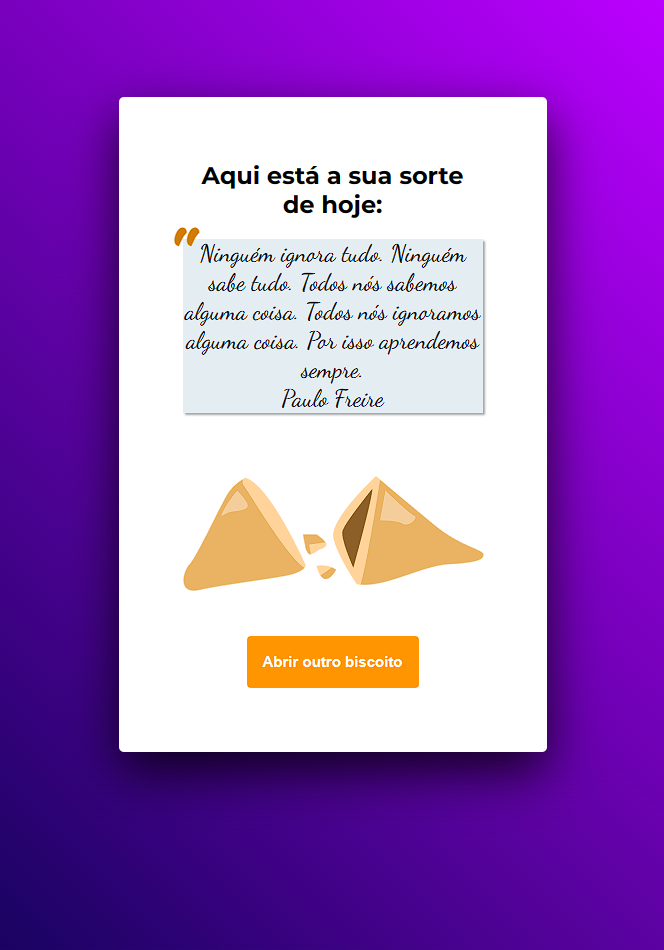 Aqui está a sua sorte
de hoje:
"
Ninguém ignora tudo. Ninguém
sabe tudo. Todos nós sabemos
alguma coisa. Todos nós ignoramos
alguma coisa. Por isso aprendemos
sempre.
Paulo Freire
Abrir outro biscoito